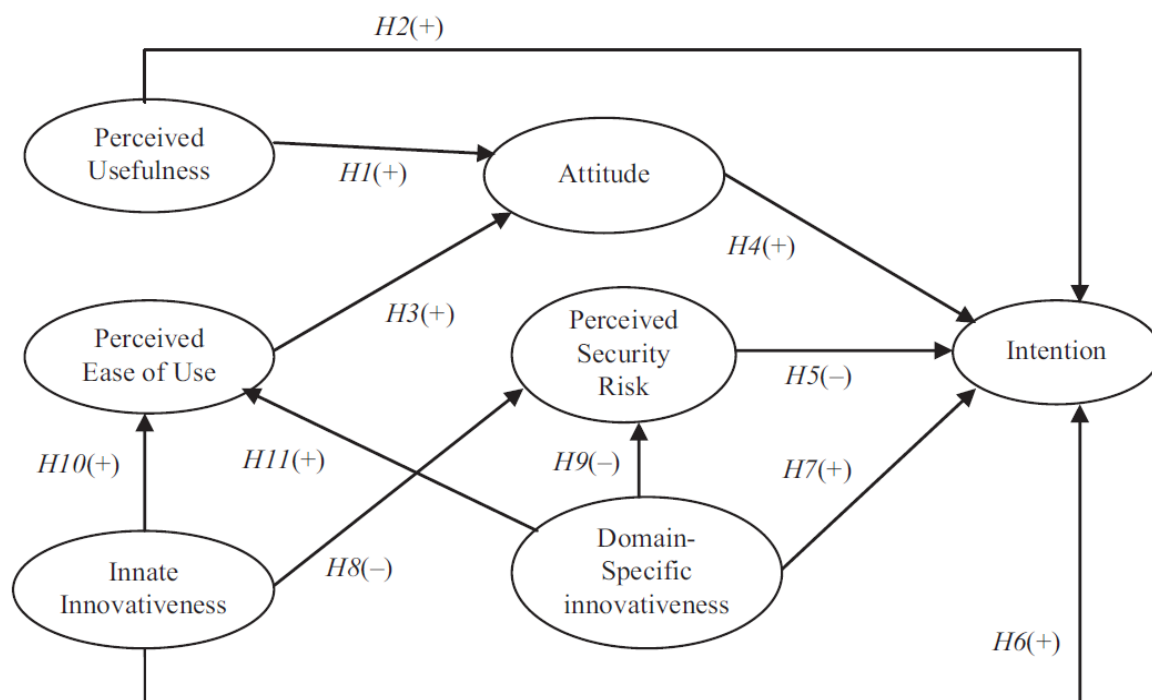 H2(+)
Perceived
Usefulness
H1(+)
Attitude
H4(+)
H3(+)
Perceived
Ease of Use
Perceived
Security
Risk
H5(–)
Intention
H10(+)
H11(+)
H9(–)
H7(+)
H8(–)
Innate
Innovativeness
Domain-
Specific
innovativeness
H6(+)